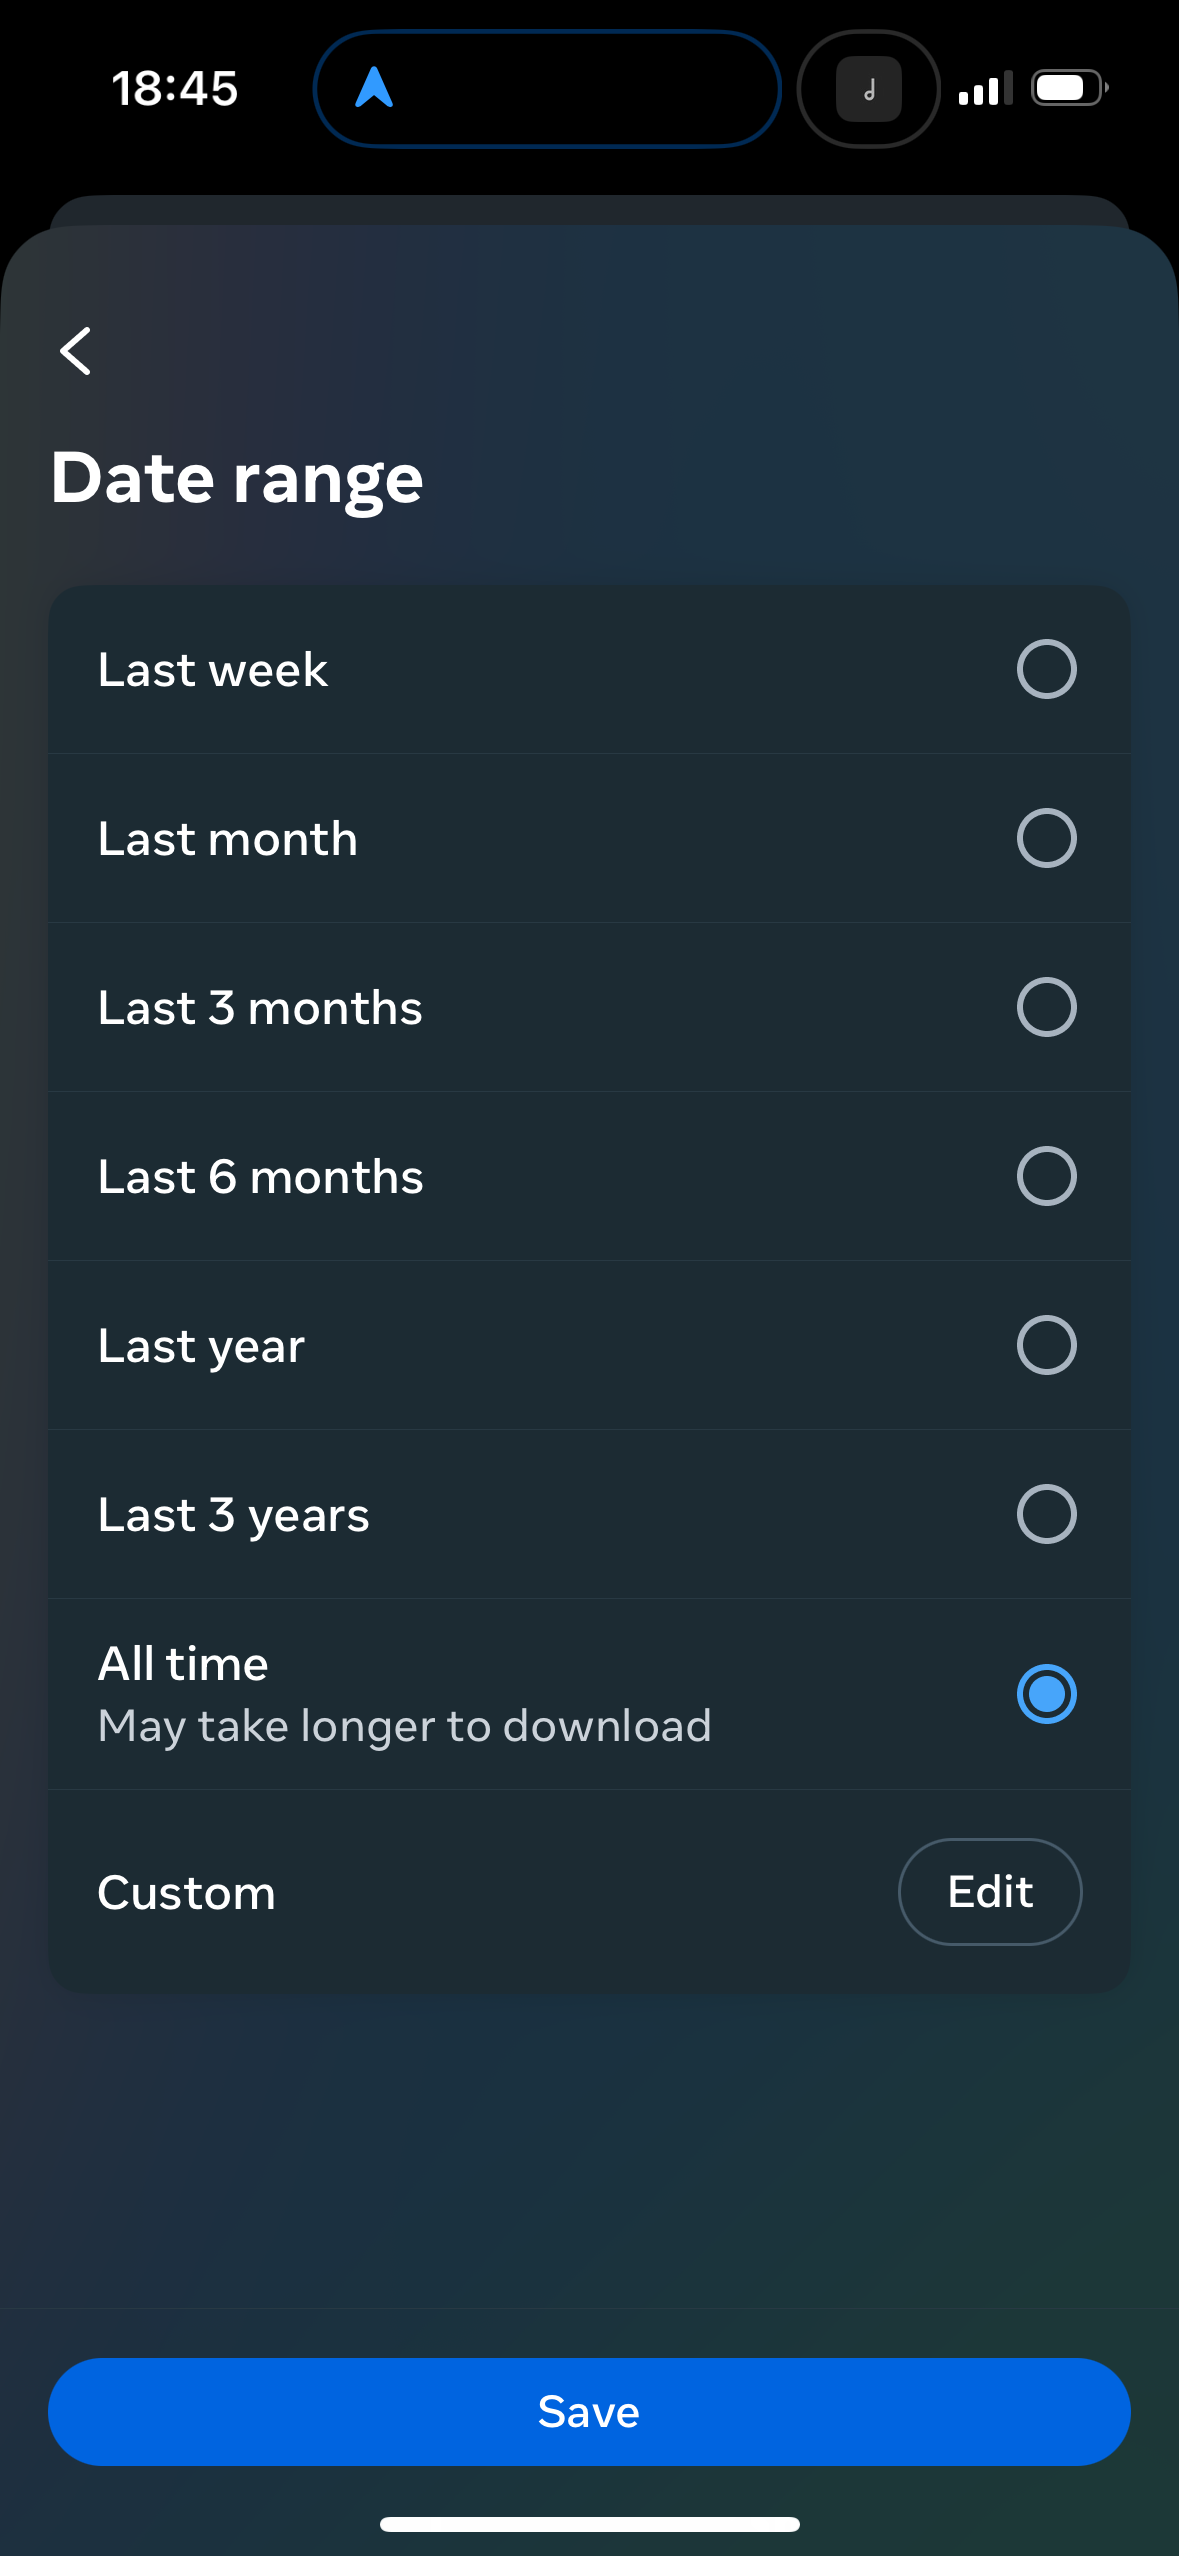 18:45
Date range
Last week
Last month
Last 3 months
Last 6 months
Last year
Last 3 years
All time
May take longer to download
Custom
Edit
Save